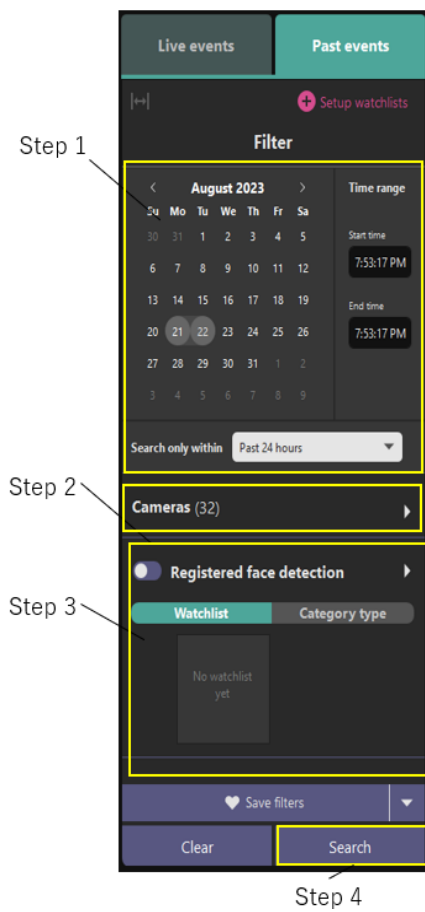 Live events Past events
Setup watchlists
Filter
Step 1
August 2023 Time range
Su Mo Tu We Th Fr Sa
30 31 1 2 3 4 5 Start time
6 7 8 9 10 11 12 7:53:17 PM
13 14 15 16 17 18 19 End time
20 21 22 23 24 25 26 7:53:17 PM
27 28 29 30 31 1 2
3 4 5 6 7 8 9
Search only within Past 24 hours
Step 2
Cameras (32)
Registered face detection
Step 3
Watchlist Category type
No watchlist
yet
Save filters
Clear Search
Step 4